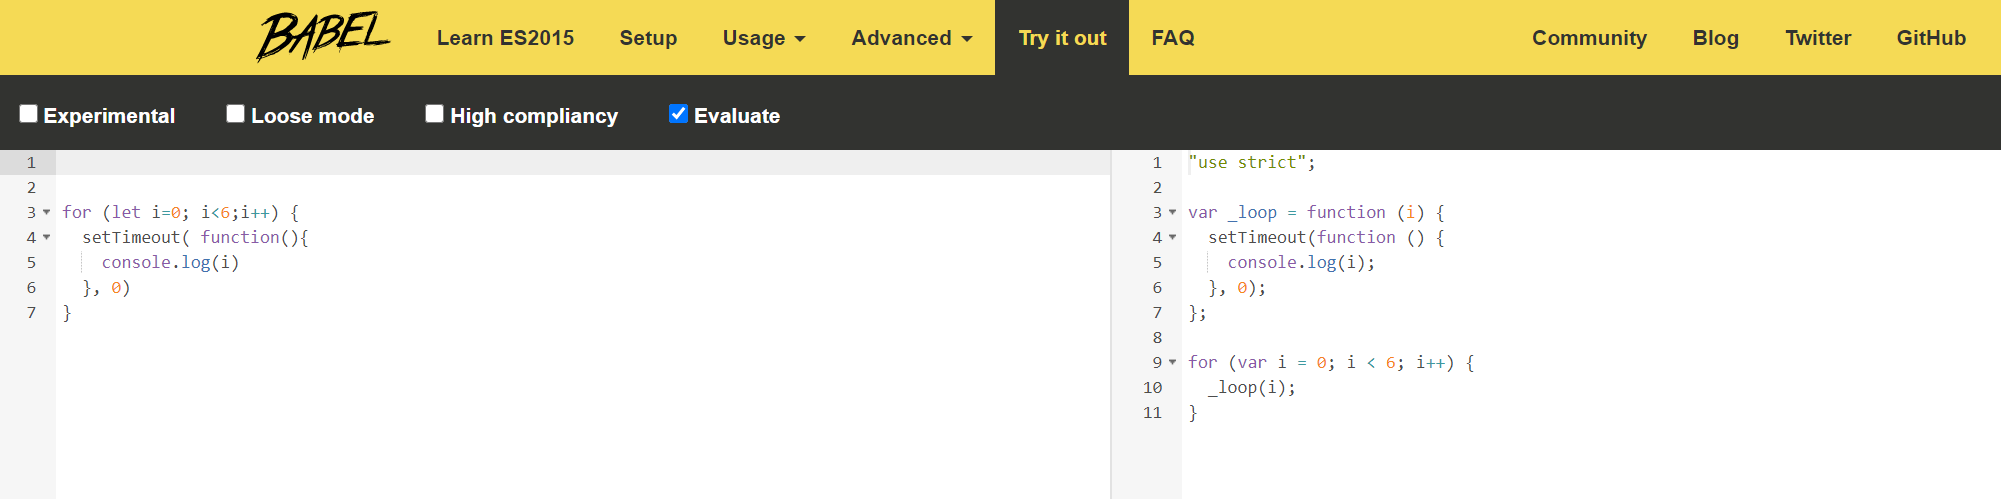 BABEL Learn ES2015 Setup Usage Advanced Try it out FAQ Community Blog Twitter GitHub
Experimental Loose mode High compliancy Evaluate
1
2
3 for (let i=0; i<6;i++) {
4 setTimeout( function(){
5 console.log(i)
6 }, 0)
7 }
1 "use strict";
2
3 var _loop = function (i) {
4 setTimeout(function () {
5 console.log(i);
6 }, 0);
7 };
8
9 for (var i = 0; i < 6; i++) {
10 _loop(i);
11 }